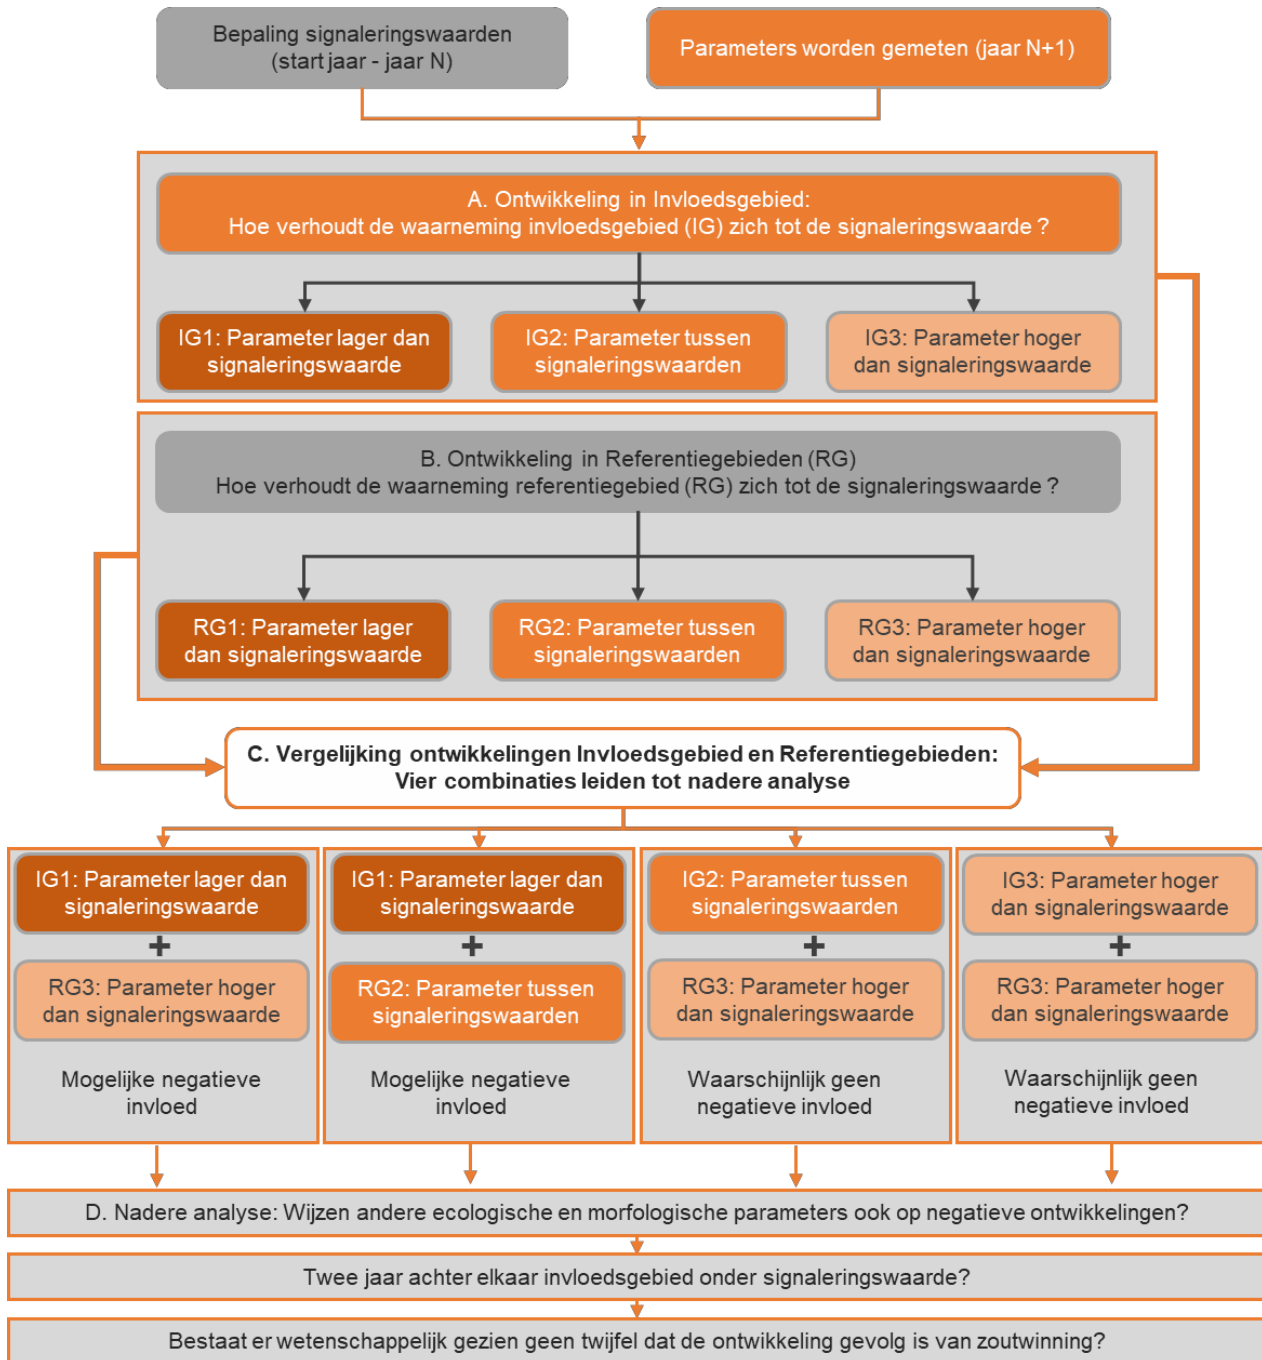 Bepaling signaleringswaarden
(start jaar - jaar N)
Parameters worden gemeten (jaar N+1)
A. Ontwikkeling in Invloedsgebied:
Hoe verhoudt de waarneming invloedsgebied (IG) zich tot de signaleringswaarde ?
IG1: Parameter lager dan
signaleringswaarde
IG2: Parameter tussen
signaleringswaarden
IG3: Parameter hoger
dan signaleringswaarde
B. Ontwikkeling in Referentiegebieden (RG)
Hoe verhoudt de waarneming referentiegebied (RG) zich tot de signaleringswaarde ?
RG1: Parameter lager
dan signaleringswaarde
RG2: Parameter tussen
signaleringswaarden
RG3: Parameter hoger
dan signaleringswaarde
C. Vergelijking ontwikkelingen Invloedsgebied en Referentiegebieden:
Vier combinaties leiden tot nadere analyse
IG1: Parameter lager dan
signaleringswaarde
+
RG3: Parameter hoger
dan signaleringswaarde
Mogelijke negatieve
invloed
IG1: Parameter lager dan
signaleringswaarde
+
RG2: Parameter tussen
signaleringswaarden
Mogelijke negatieve
invloed
IG2: Parameter tussen
signaleringswaarden
+
RG3: Parameter hoger
dan signaleringswaarde
Waarschijnlijk geen
negatieve invloed
IG3: Parameter hoger
dan signaleringswaarde
+
RG3: Parameter hoger
dan signaleringswaarde
Waarschijnlijk geen
negatieve invloed
D. Nadere analyse: Wijzen andere ecologische en morfologische parameters ook op negatieve ontwikkelingen?
Twee jaar achter elkaar invloedsgebied onder signaleringswaarde?
Bestaat er wetenschappelijk gezien geen twijfel dat de ontwikkeling gevolg is van zoutwinning?